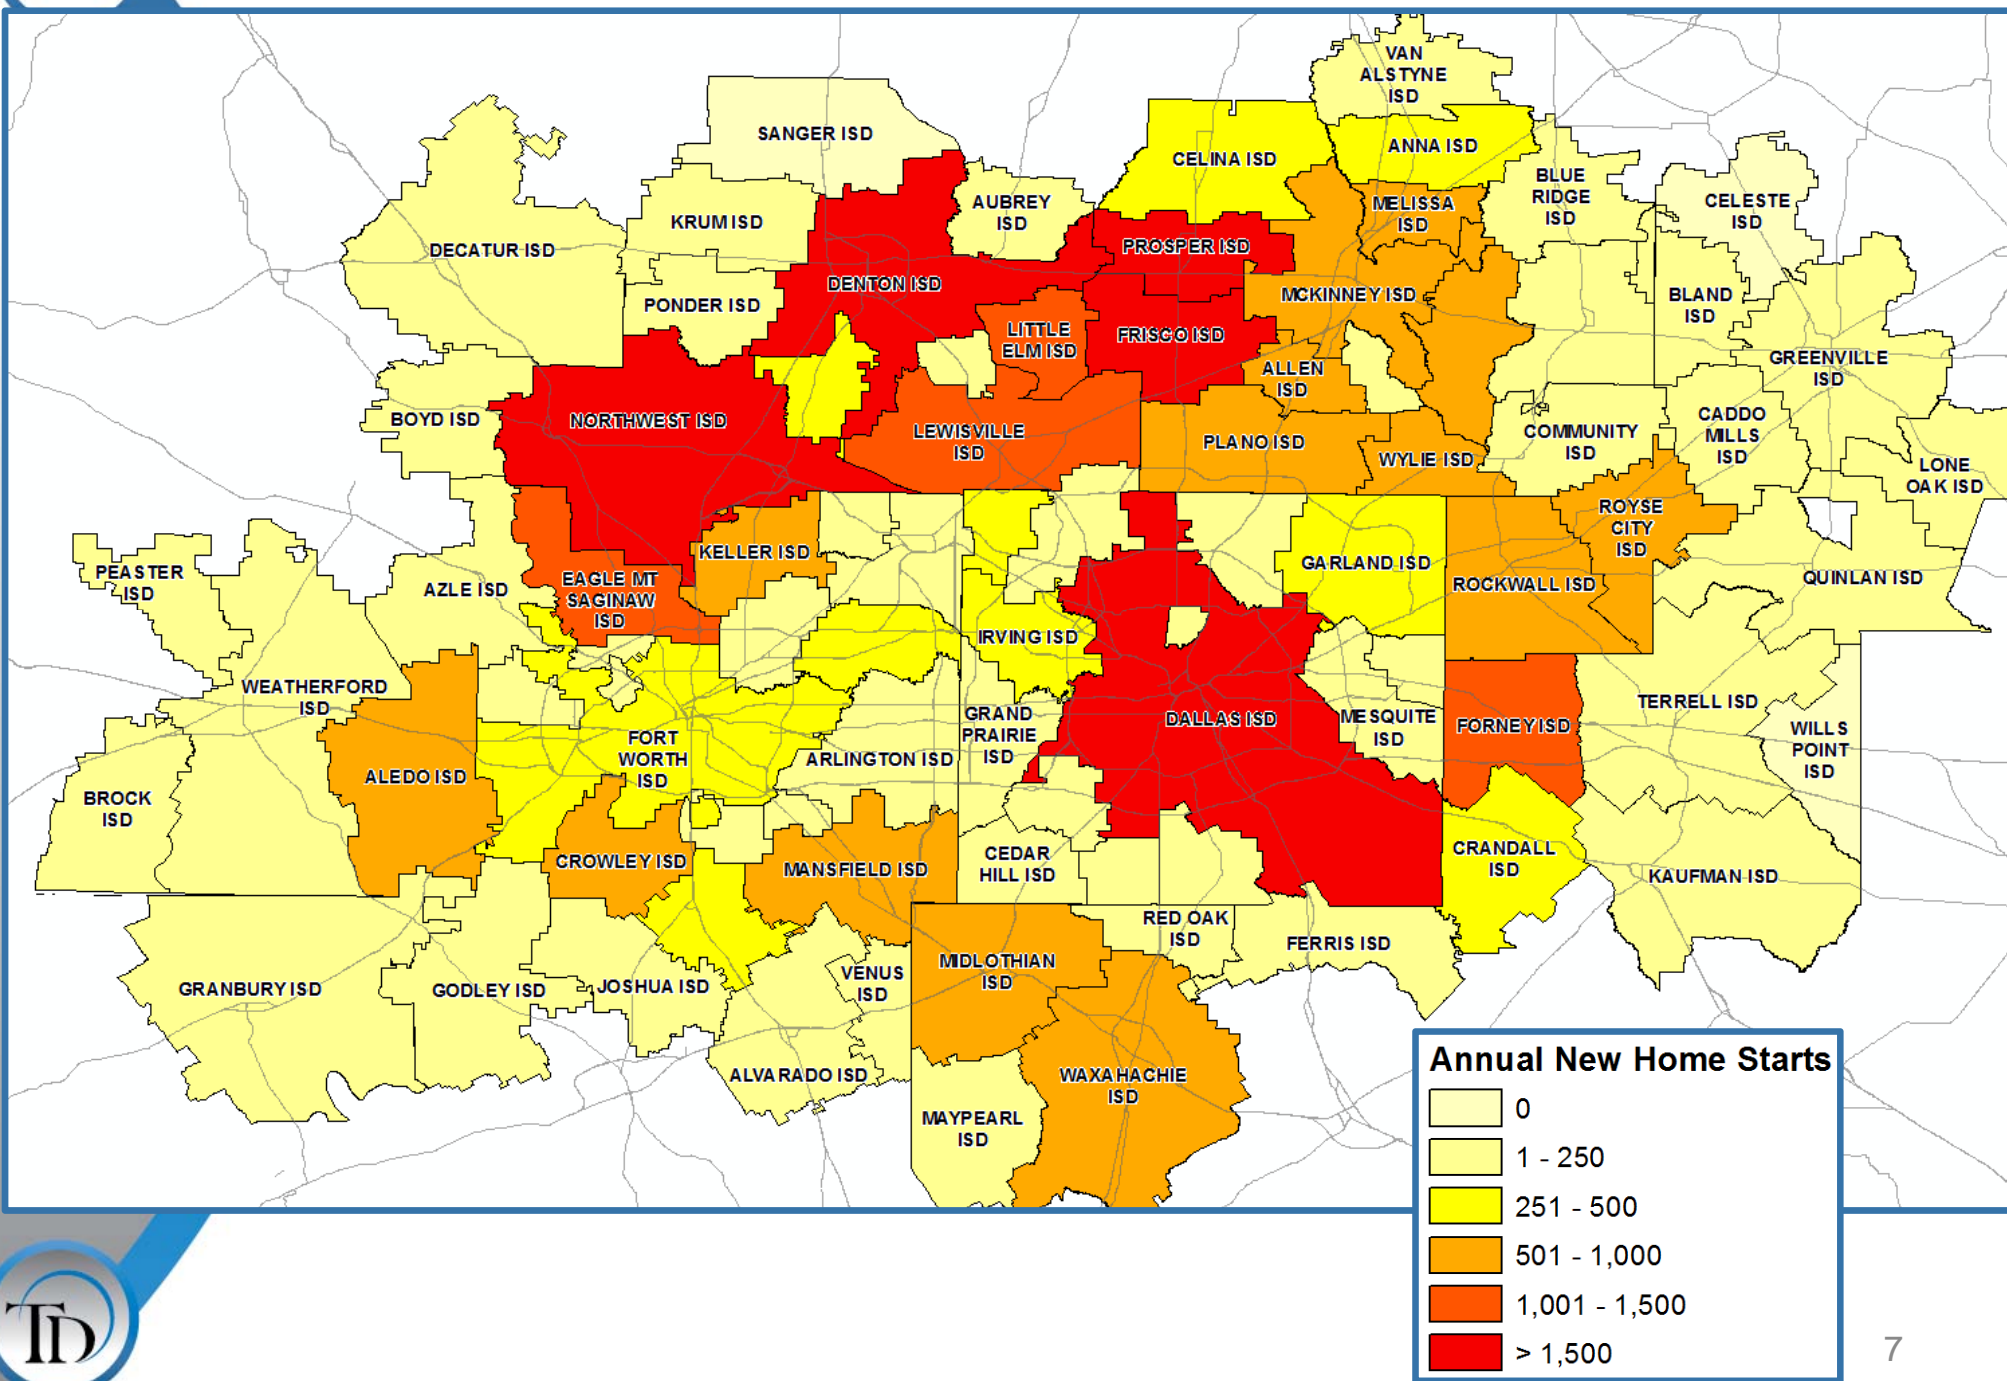 VAN
ALSTYNE
ISD
SANGER ISD
CELINA ISD
ANNA ISD
BLUE
RIDGE
ISD
AUBREY
ISD
MELISSA
ISD
CELESTE
ISD
KRUM ISD
DECATUR ISD
PROSPER ISD
DENTON ISD
PONDER ISD
MCKINNEY ISD
BLAND
ISD
LITTLE
ELM ISD
FRISCO ISD
GREENVILLE
ISD
ALLEN
ISD
BOYD ISD
NORTHWEST ISD
LEWISVILLE
ISD
PLANO ISD
WYLIE ISD
COMMUNITY
ISD
CADDO
MILLS
ISD
LONE
OAK ISD
ROYSE
CITY
ISD
KELLER ISD
GARLAND ISD
ROCKWALL ISD
QUINLAN ISD
PEASTER
ISD
AZLE ISD
EAGLE MT
SAGINAW
ISD
IRVING ISD
WEATHERFORD
ISD
TERRELL ISD
GRAND
PRAIRIE
ISD
DALLAS ISD
MESQUITE
ISD
FORNEY ISD
WILLS
POINT
ISD
FORT
WORTH
ISD
ARLINGTON ISD
ALEDO ISD
BROCK
ISD
CROWLEY ISD
MANSFIELD ISD
CEDAR
HILL ISD
CRANDALL
ISD
KAUFMAN ISD
RED OAK
ISD
FERRIS ISD
GRANBURY ISD
GODLEY ISD
JOSHUA ISD
VENUS
ISD
MIDLOTHIAN
ISD
ALVARADO ISD
WAXAHACHIE
ISD
MAYPEARL
ISD
Annual New Home Starts
0
1 - 250
251 - 500
501 - 1,000
1,001 - 1,500
> 1,500
TD
7